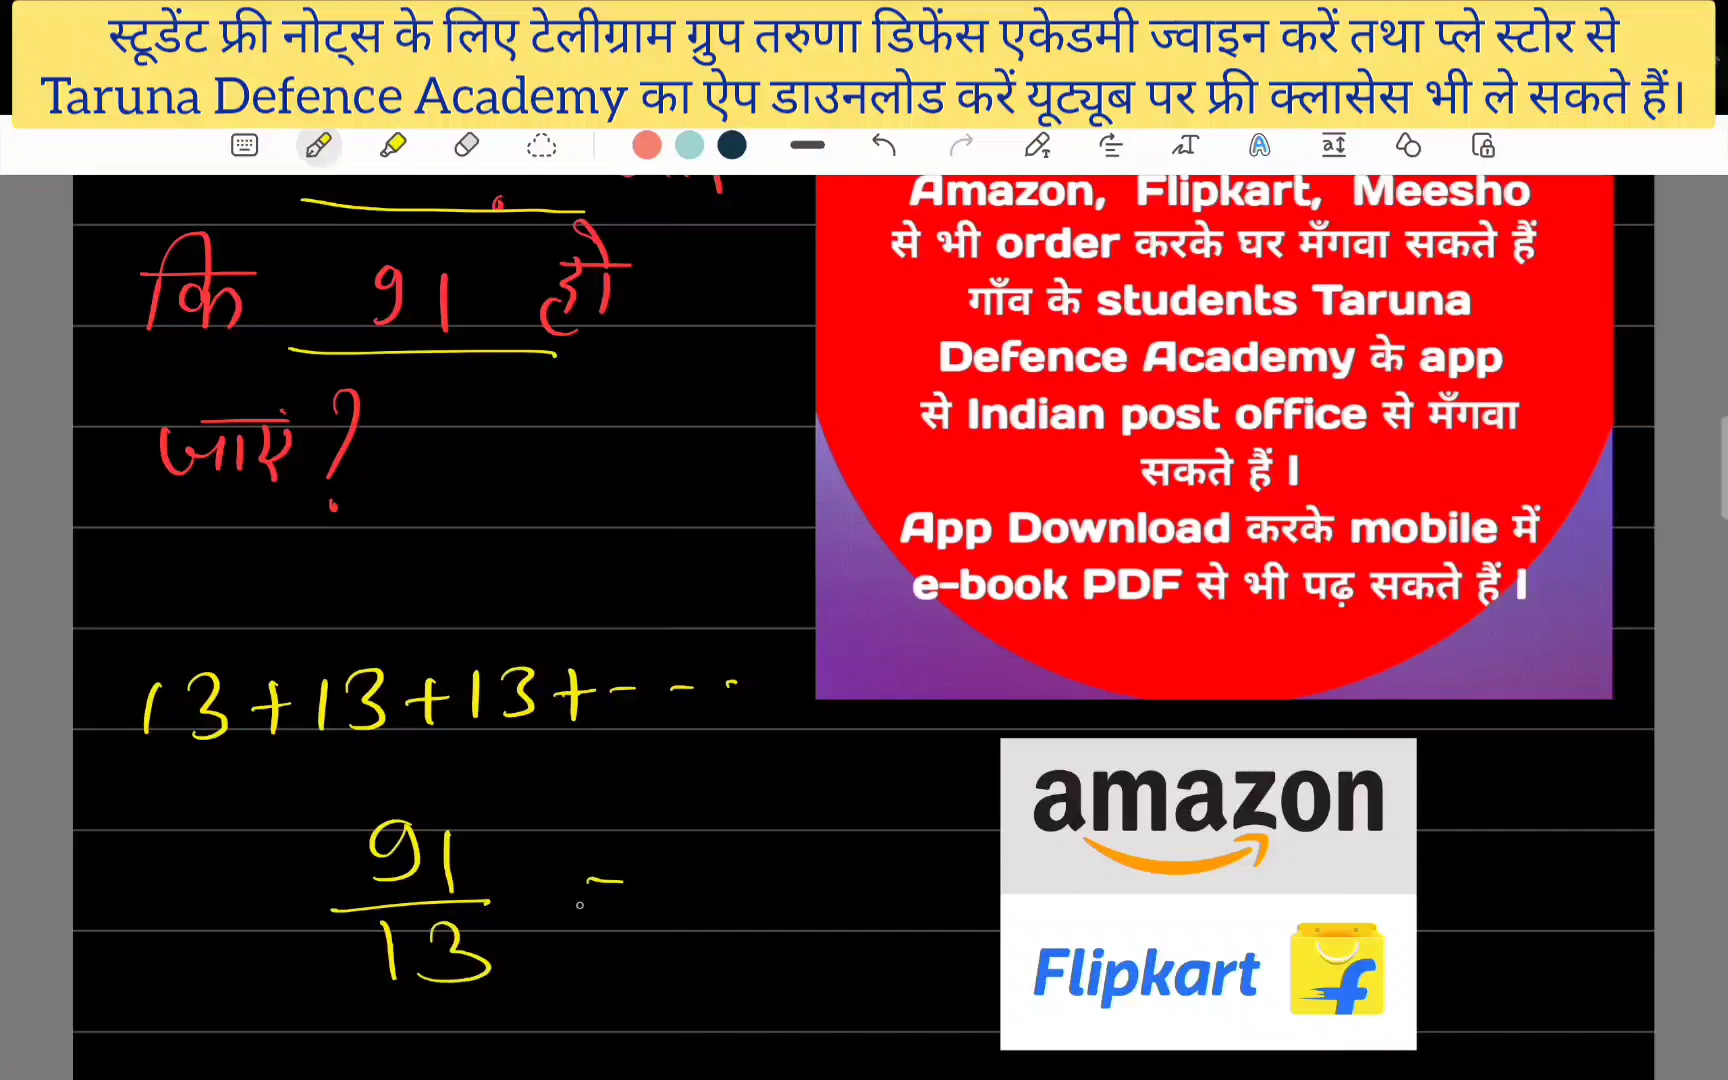 स्टूडेंट फ्री नोट्स के लिए टेलीग्राम ग्रुप तरुणा डिफेंस एकेडमी ज्वाइन करें तथा प्ले स्टोर से
Taruna Defence Academy का ऐप डाउनलोड करें यूट्यूब पर फ्री क्लासेस भी ले सकते हैं।
कि 91 हो
जाएं ?
13+13+13+- - - .
91
-
13
Amazon, Flipkart, Meesho
से भी order करके घर मँगवा सकते हैं
गाँव के students Taruna
Defence Academy के app
से Indian post office से मँगवा
सकते हैं ।
App Download करके mobile में
e-book PDF से भी पढ़ सकते हैं ।
amazon
Flipkart